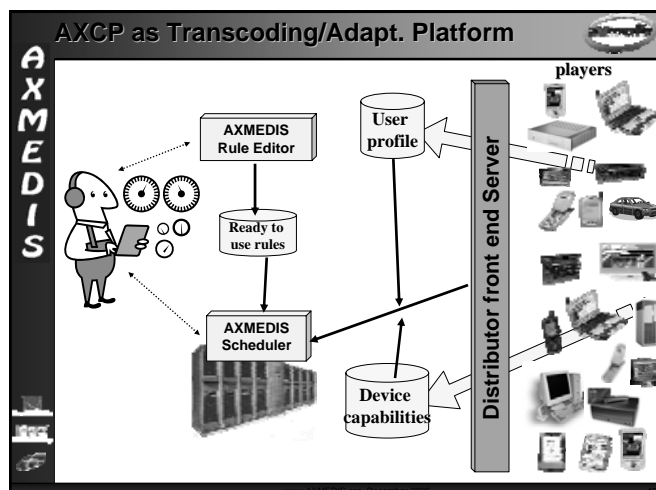 AXCP as Transcoding/Adapt. Platform
AXMEDIS
players
AXMEDIS
Rule Editor
User
profile
Ready to
use rules
AXMEDIS
Scheduler
Device
capabilities
Distributor front end Server